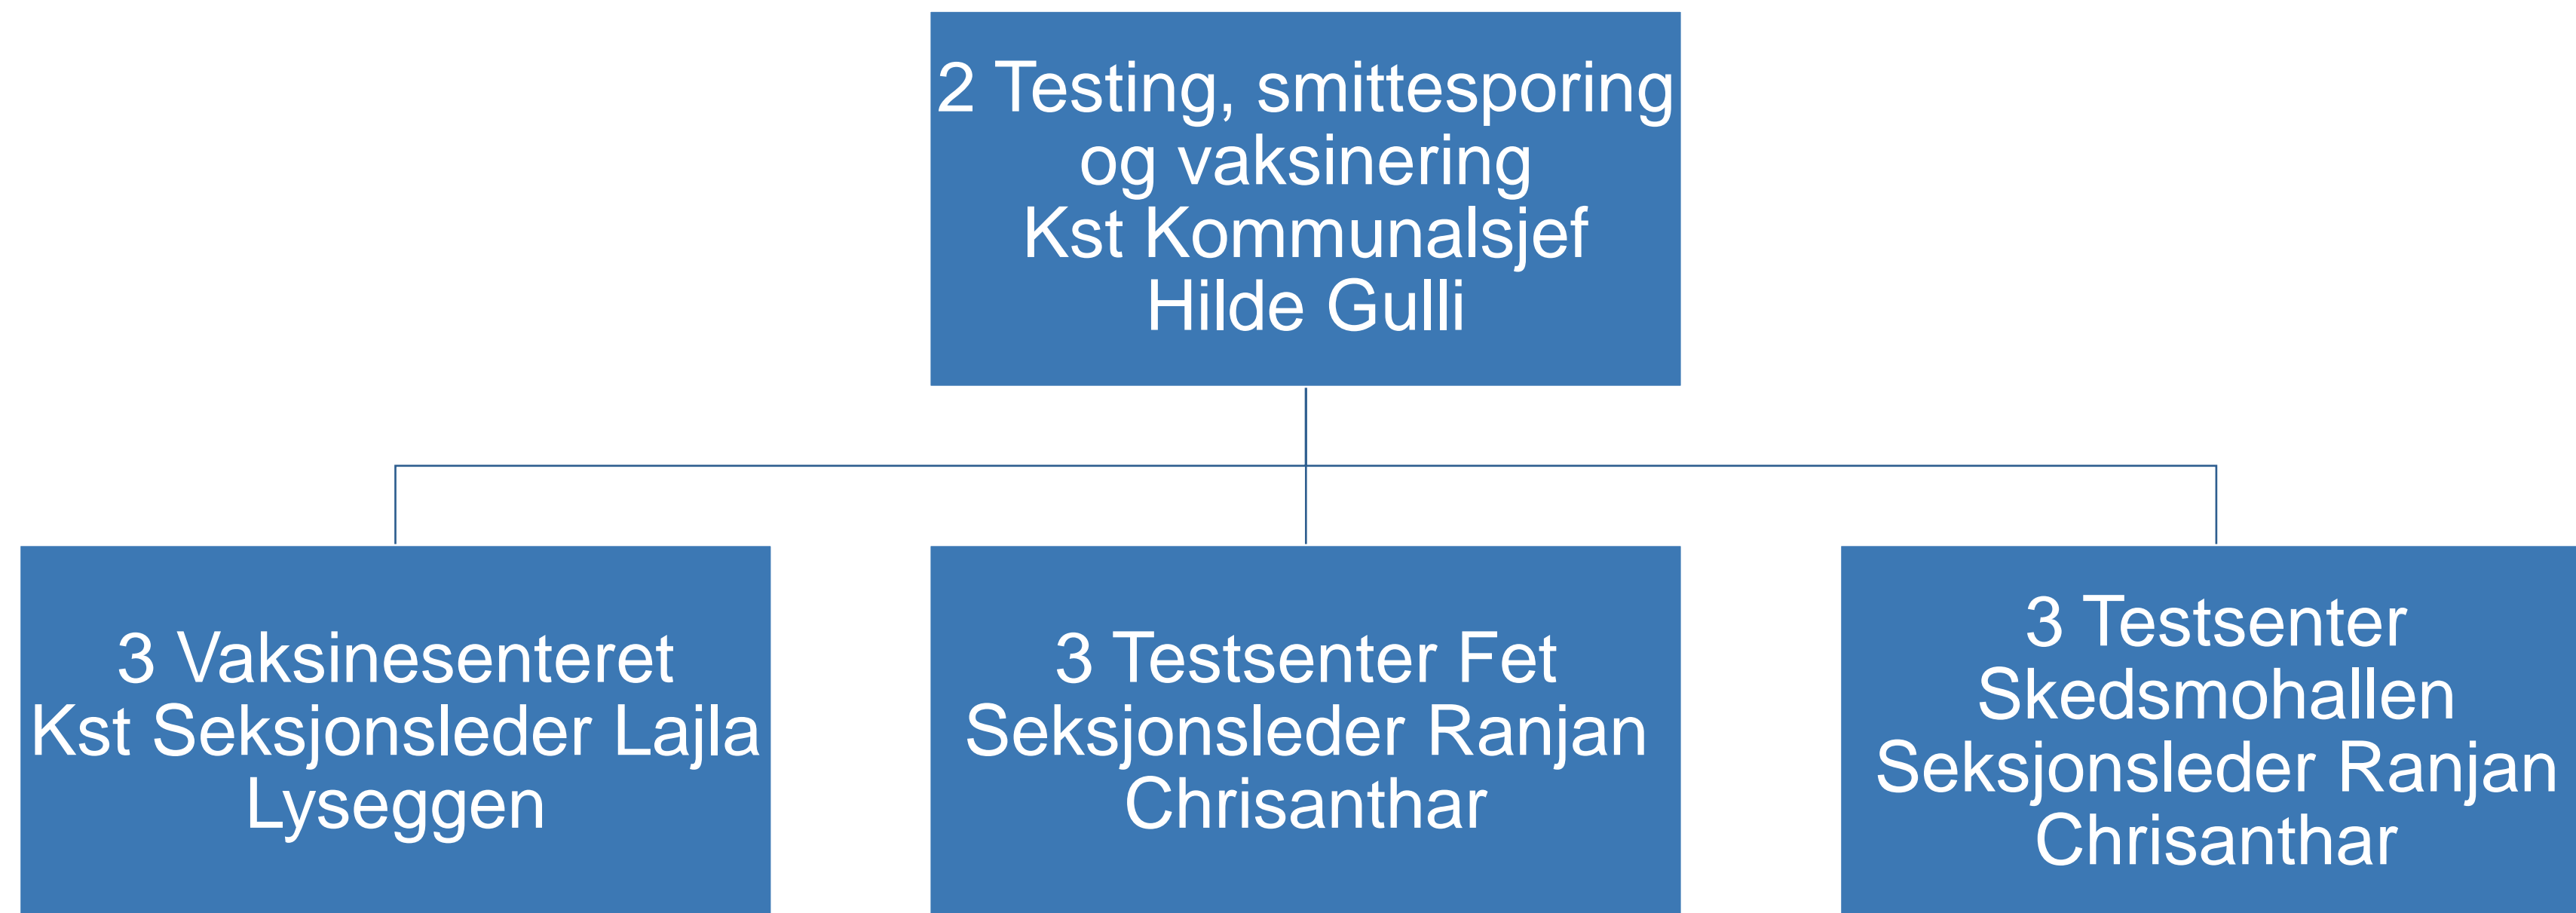 2 Testing, smittesporing
og vaksinering
Kst Kommunalsjef
Hilde Gulli
3 Vaksinesenteret
Kst Seksjonsleder Lajla
Lyseggen
3 Testsenter Fet
Seksjonsleder Ranjan
Chrisanthar
3 Testsenter
Skedsmohallen
Seksjonsleder Ranjan
Chrisanthar